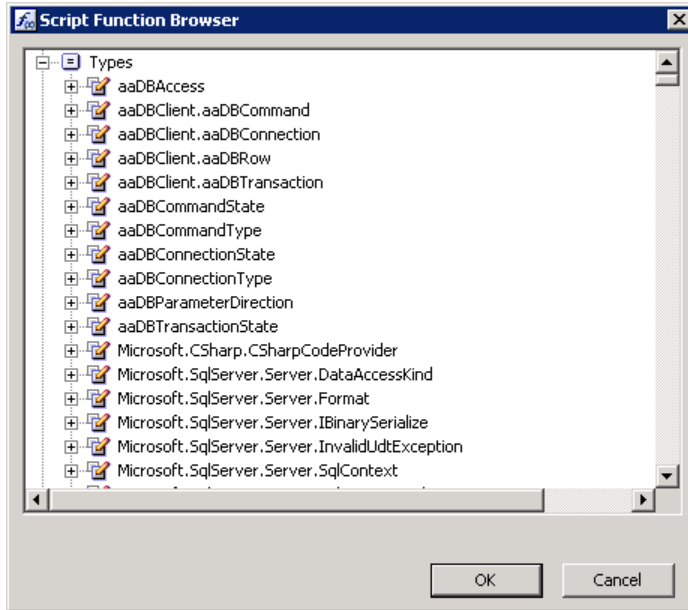 Script Function Browser
Types
aaDBAccess
aaDBClient.aaDBCommand
aaDBClient.aaDBConnection
aaDBClient.aaDBRow
aaDBClient.aaDBTransaction
aaDBCommandState
aaDBCommandType
aaDBConnectionState
aaDBConnectionType
aaDBParameterDirection
aaDBTransactionState
Microsoft.CSharp.CSharpCodeProvider
Microsoft.SqlServer.Server.DataAccessKind
Microsoft.SqlServer.Server.Format
Microsoft.SqlServer.Server.IBinarySerialize
Microsoft.SqlServer.Server.InvalidUdtException
Microsoft.SqlServer.Server.SqlContext
OK Cancel